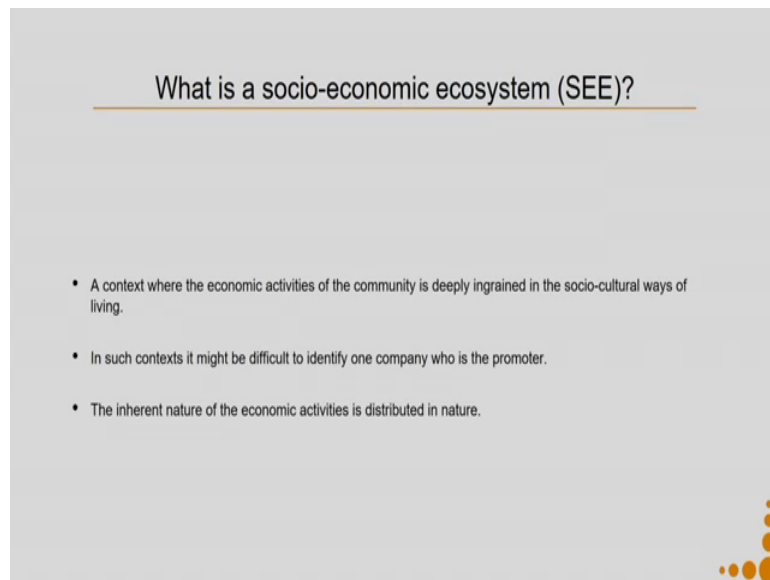 What is a socio-economic ecosystem (SEE)?
• A context where the economic activities of the community is deeply ingrained in the socio-cultural ways of
living.
• In such contexts it might be difficult to identify one company who is the promoter.
• The inherent nature of the economic activities is distributed in nature.